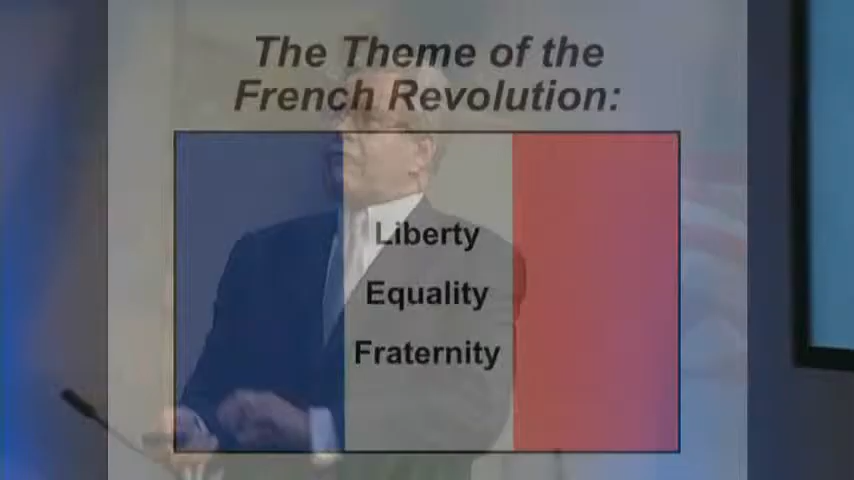 The Theme of the
French Revolution:
Liberty
Equality
Fraternity